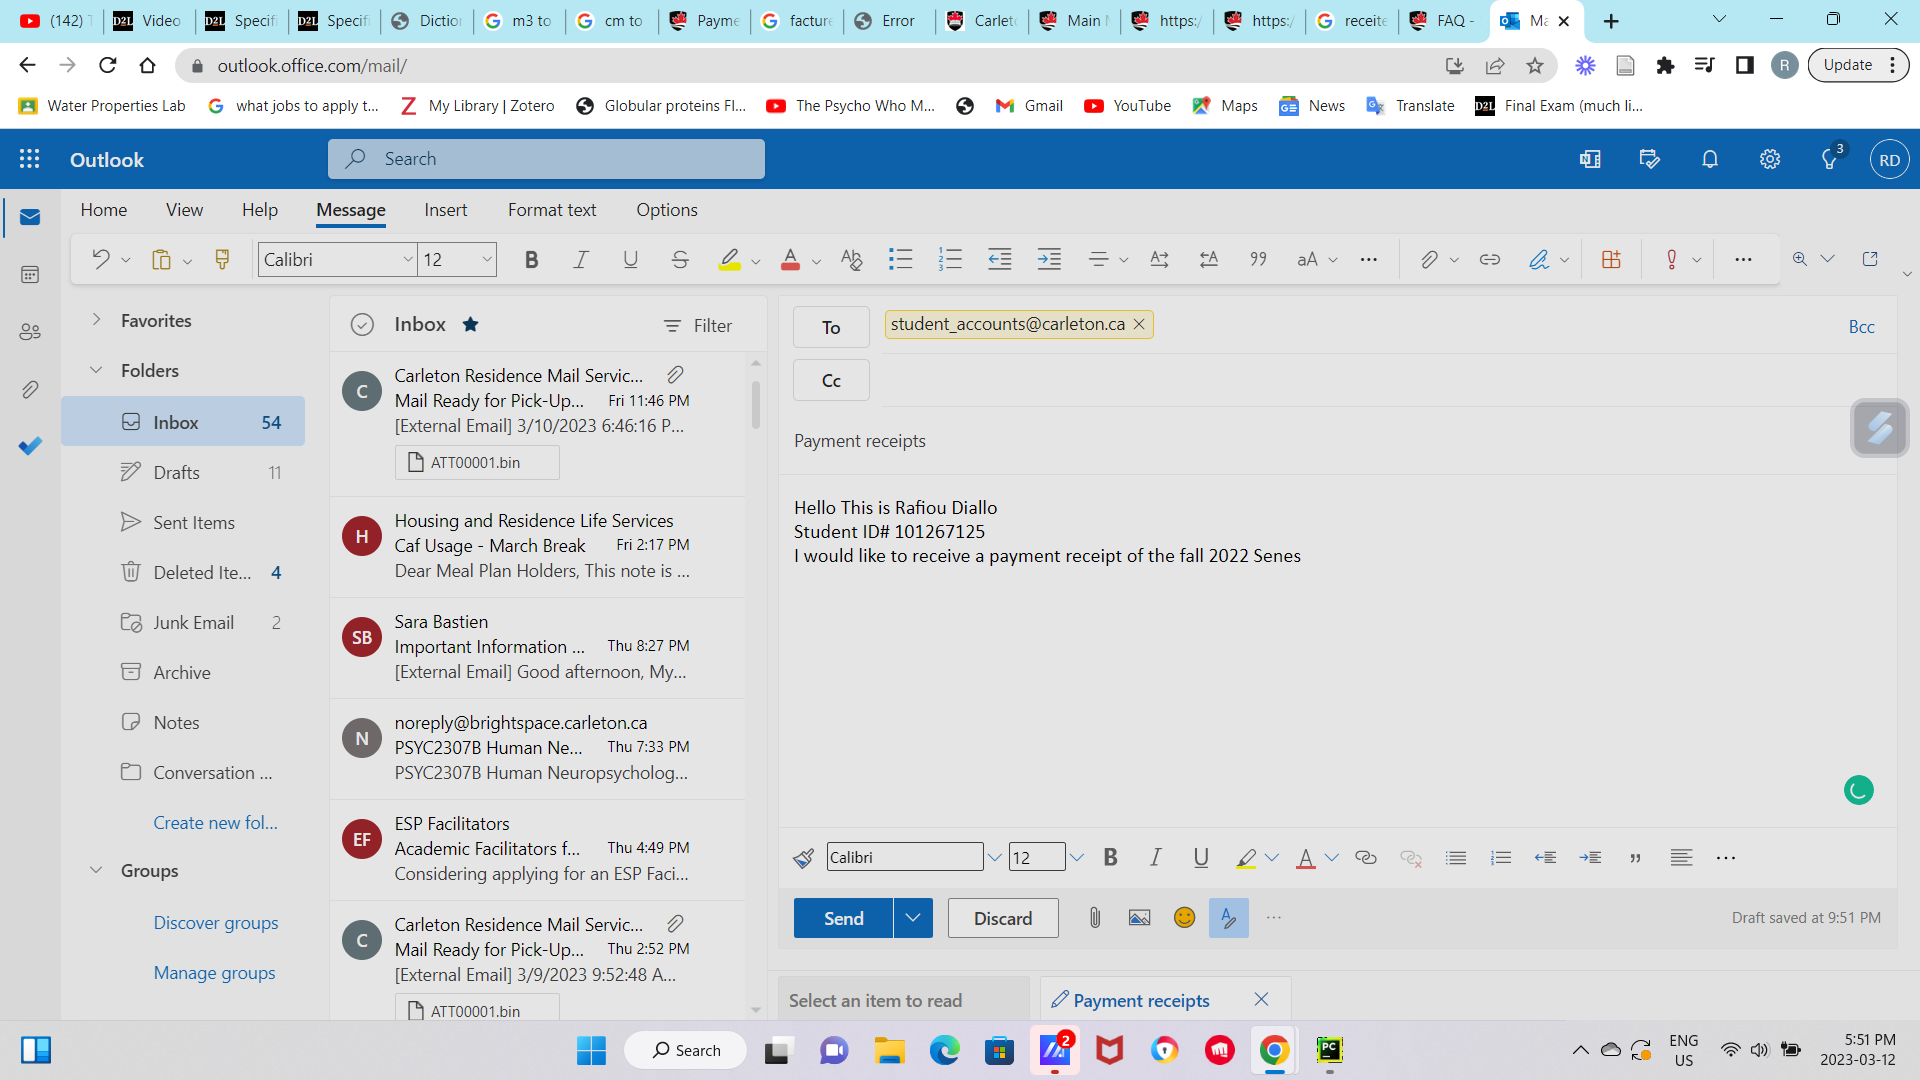 (142) T
Video
Specifi
Specifi
Diction
m3 to
cm to
Payme
facture
Error
Carleto
Main M
https:/
https:/
receite
FAQ -
Ma
outlook.office.com/mail/
R
Update
Water Properties Lab
what jobs to apply t...
My Library | Zotero
Globular proteins Fl...
The Psycho Who M...
Gmail
YouTube
Maps
News
Translate
Final Exam (much li...
Outlook
Search
3
RD
Home
View
Help
Message
Insert
Format text
Options
Calibri
12
Favorites
Folders
Inbox 54
Drafts 11
Sent Items
Deleted Ite... 4
Junk Email 2
Archive
Notes
Conversation ...
Create new fol...
Groups
Discover groups
Manage groups
Inbox
Filter
C
Carleton Residence Mail Servic...
Mail Ready for Pick-Up... Fri 11:46 PM
[External Email] 3/10/2023 6:46:16 P...
ATT00001.bin
H
Housing and Residence Life Services
Caf Usage - March Break Fri 2:17 PM
Dear Meal Plan Holders, This note is ...
SB
Sara Bastien
Important Information ... Thu 8:27 PM
[External Email] Good afternoon, My...
N
noreply@brightspace.carleton.ca
PSYC2307B Human Ne... Thu 7:33 PM
PSYC2307B Human Neuropsycholog...
EF
ESP Facilitators
Academic Facilitators f... Thu 4:49 PM
Considering applying for an ESP Faci...
C
Carleton Residence Mail Servic...
Mail Ready for Pick-Up... Thu 2:52 PM
[External Email] 3/9/2023 9:52:48 A...
ATT00001.bin
To
student_accounts@carleton.ca
Bcc
Cc
Payment receipts
Hello This is Rafiou Diallo
Student ID# 101267125
I would like to receive a payment receipt of the fall 2022 Senes
Calibri
12
Send
Discard
Draft saved at 9:51 PM
Select an item to read
Payment receipts
Search
2
ENG
US
5:51 PM
2023-03-12